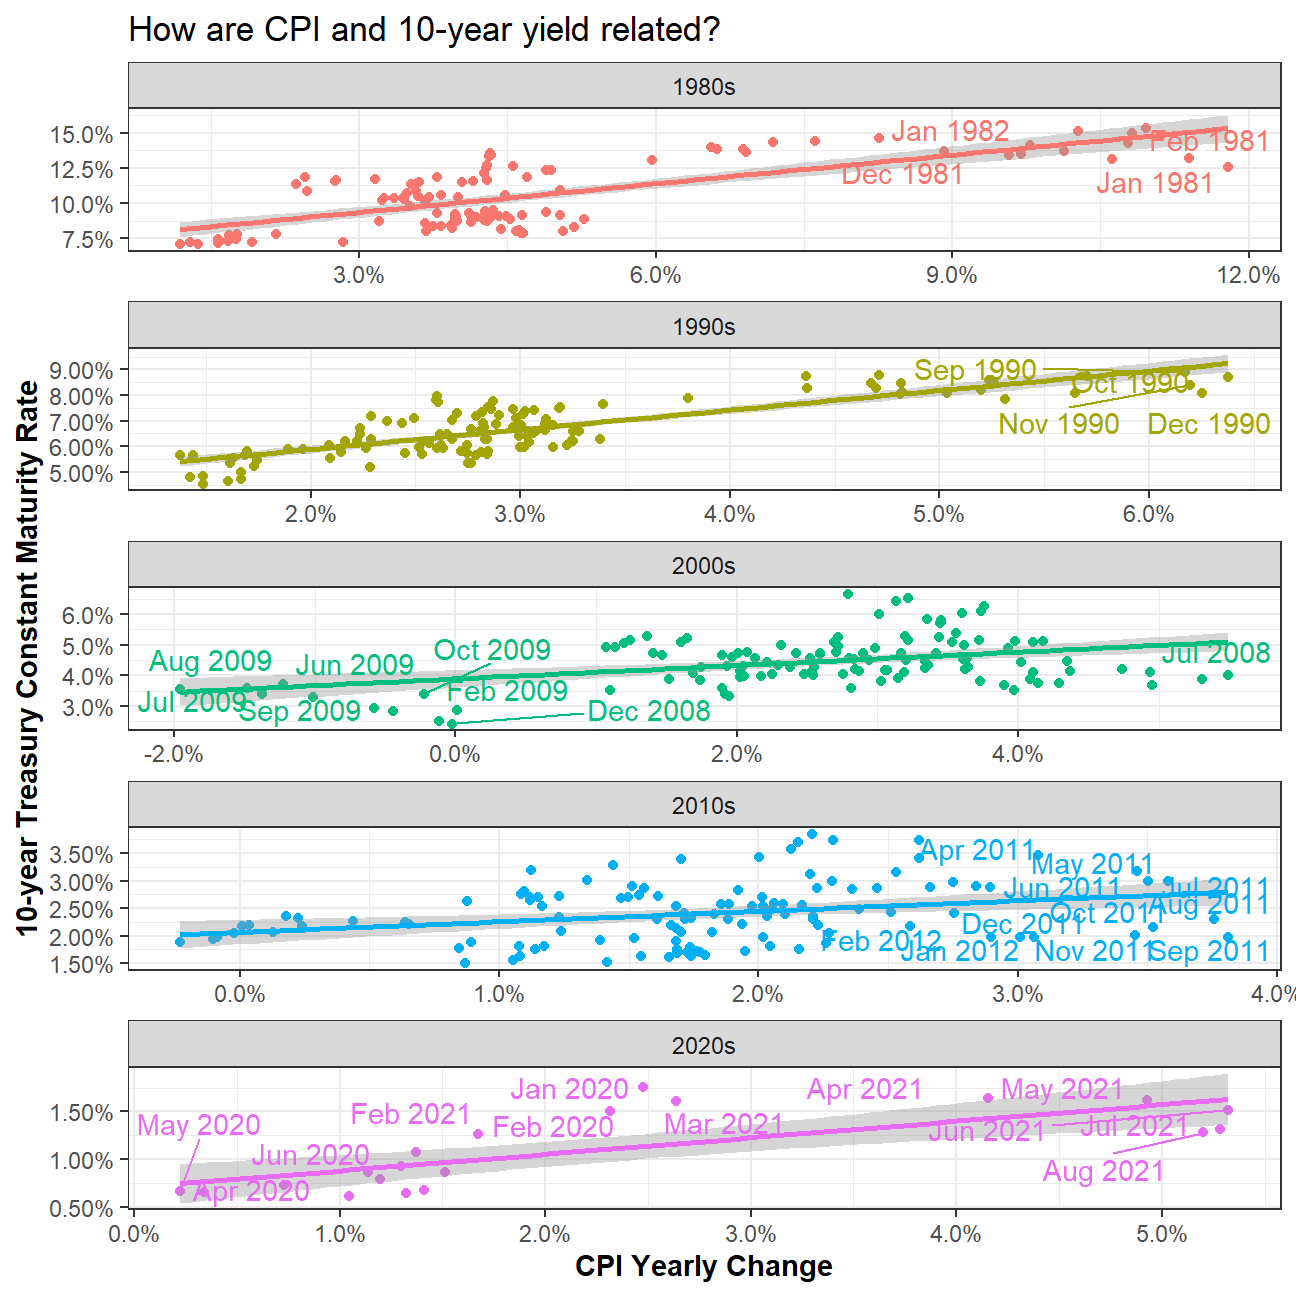 How are CPI and 10-year yield related?
1980s
15.0%
12.5%
10.0%
7.5%
Jan 1982
Feb 1981
Dec 1981
Jan 1981
3.0%
6.0%
9.0%
12.0%
1990s
9.00%
8.00%
7.00%
6.00%
5.00%
Sep 1990
Oct 1990
Nov 1990
Dec 1990
2.0%
3.0%
4.0%
5.0%
6.0%
10-year Treasury Constant Maturity Rate
2000s
6.0%
5.0%
4.0%
3.0%
Aug 2009
Jun 2009
Oct 2009
Jul 2008
Jul 2009
Sep 2009
Feb 2009
Dec 2008
-2.0%
0.0%
2.0%
4.0%
2010s
3.50%
3.00%
2.50%
2.00%
1.50%
Apr 2011
May 2011
Jun 2011
Jul 2011
Aug 2011
Oct 2011
Dec 2011
Feb 2012
Jan 2012
Nov 2011
Sep 2011
0.0%
1.0%
2.0%
3.0%
4.0%
2020s
1.50%
1.00%
0.50%
Jan 2020
Apr 2021
May 2021
May 2020
Feb 2021
Feb 2020
Mar 2021
Jun 2021
Jul 2021
Jun 2020
Aug 2021
Apr 2020
0.0%
1.0%
2.0%
3.0%
4.0%
5.0%
CPI Yearly Change